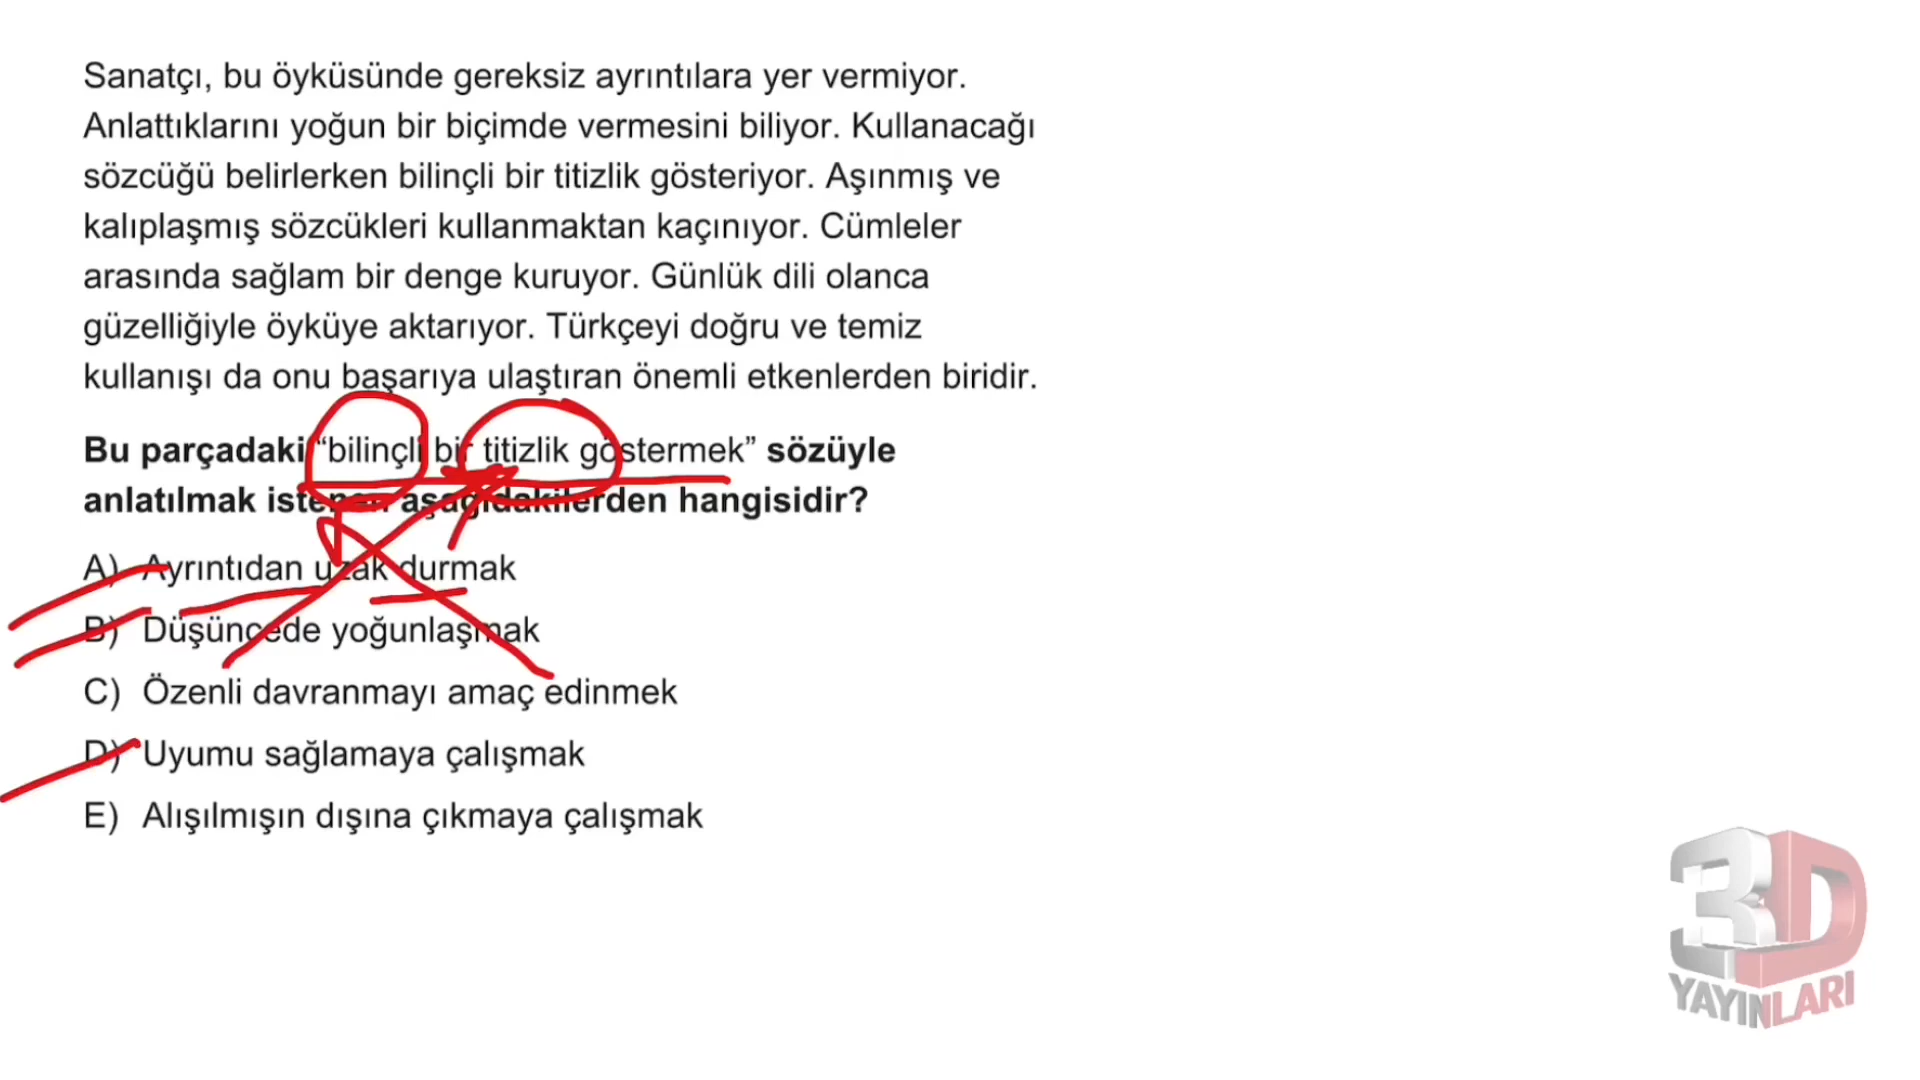 Sanatçı, bu öyküsünde gereksiz ayrıntılara yer vermiyor.
Anlattıklarını yoğun bir biçimde vermesini biliyor. Kullanacağı
sözcüğü belirlerken bilinçli bir titizlik gösteriyor. Aşınmış ve
kalıplaşmış sözcükleri kullanmaktan kaçınıyor. Cümleler
arasında sağlam bir denge kuruyor. Günlük dili olanca
güzelliğiyle öyküye aktarıyor. Türkçeyi doğru ve temiz
kullanışı da onu başarıya ulaştıran önemli etkenlerden biridir.
Bu parçadaki “bilinçli bir titizlik göstermek” sözüyle
anlatılmak istenen aşağıdakilerden hangisidir?
A) Ayrıntıdan uzak durmak
B) Düşüncede yoğunlaşmak
C) Özenli davranmayı amaç edinmek
D) Uyumu sağlamaya çalışmak
E) Alışılmışın dışına çıkmaya çalışmak
3D
YAYINLARI